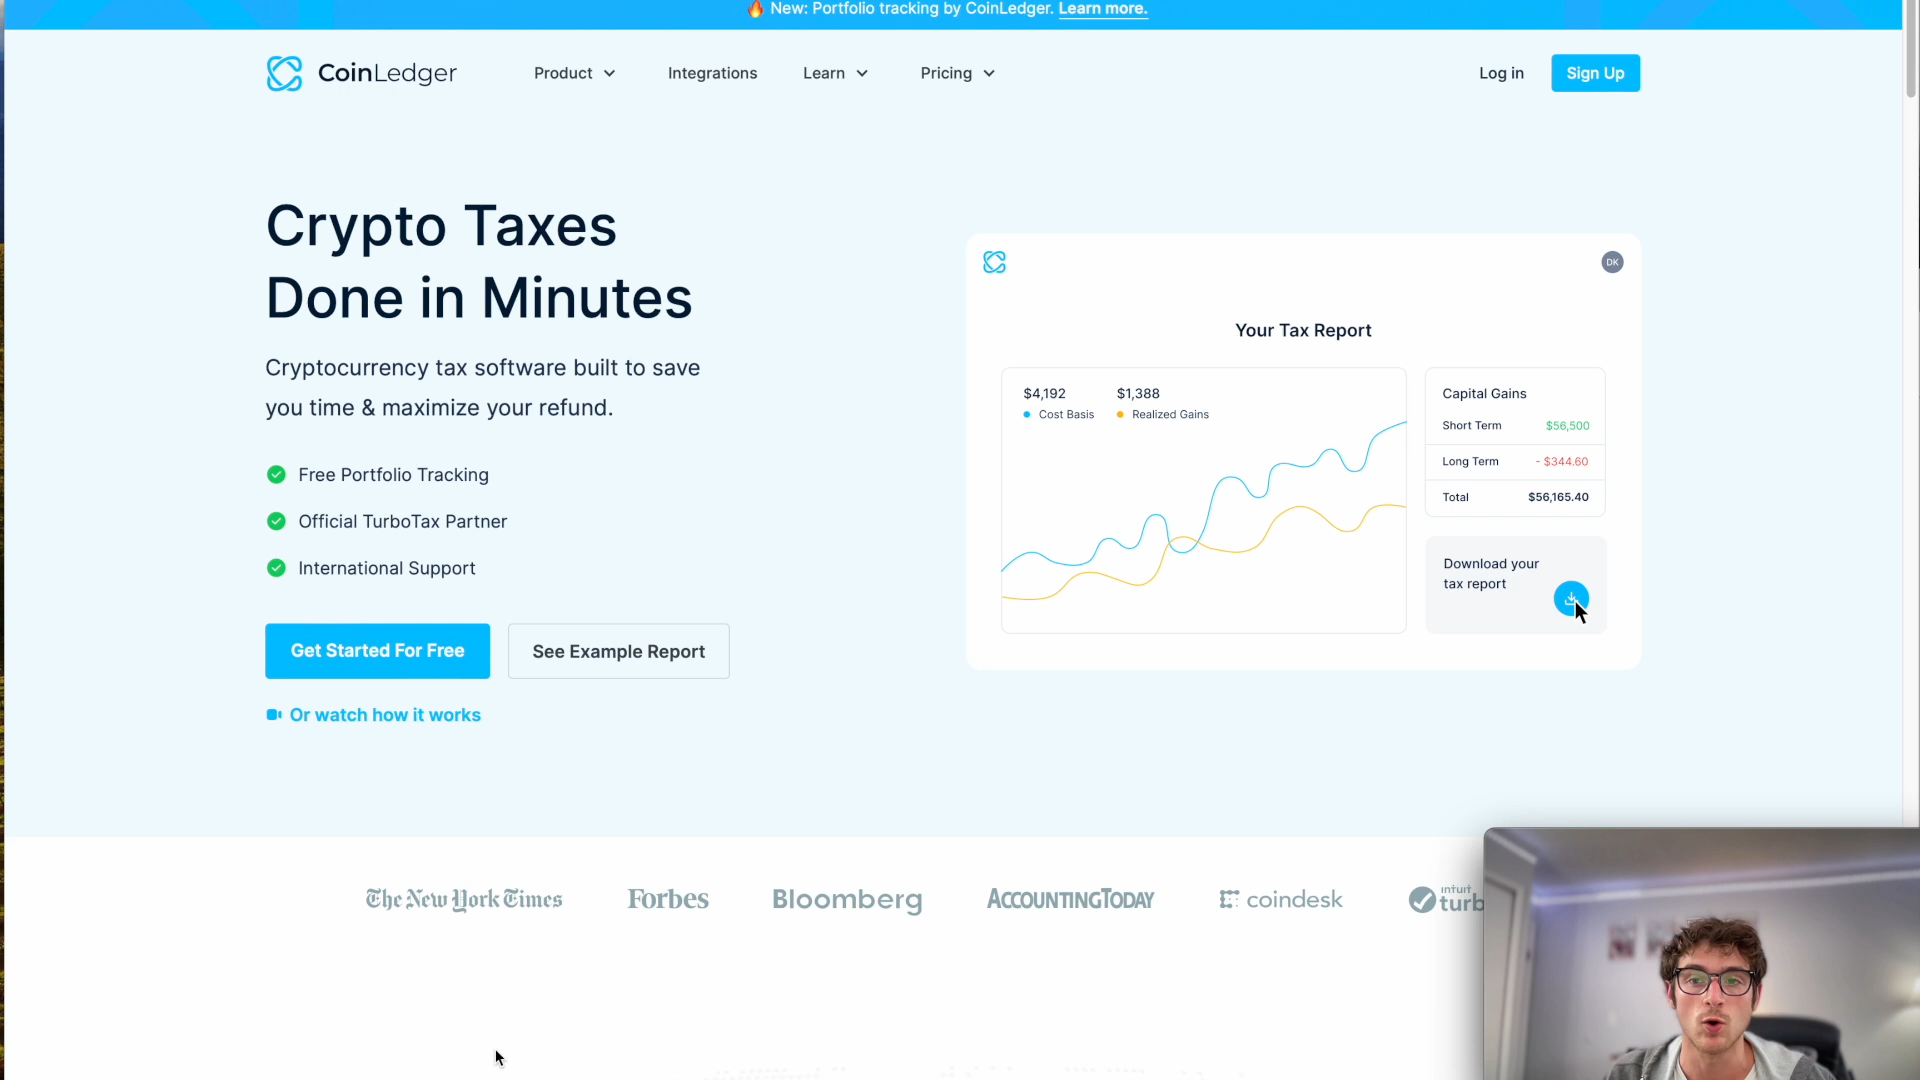 🔥 New: Portfolio tracking by CoinLedger. Learn more.
CoinLedger
Product
Integrations
Learn
Pricing
Log in
Sign Up
Crypto Taxes
Done in Minutes
Cryptocurrency tax software built to save
you time & maximize your refund.
Free Portfolio Tracking
Official TurboTax Partner
International Support
Get Started For Free
See Example Report
Or watch how it works
DK
Your Tax Report
$4,192
$1,388
Cost Basis
Realized Gains
Capital Gains
Short Term
$56,500
Long Term
- $344.60
Total
$56,165.40
Download your
tax report
The New York Times
Forbes
Bloomberg
ACCOUNTINGTODAY
coindesk
intuit
turb